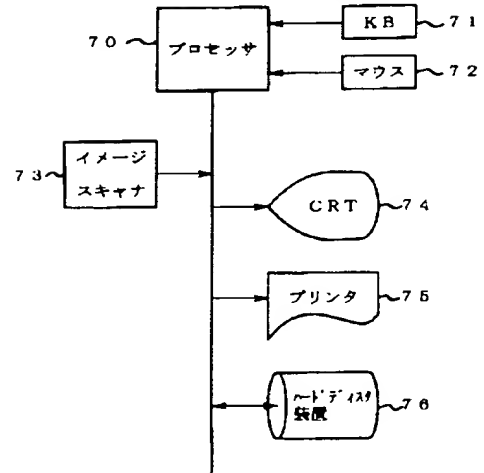 70
プロセッサ
KB
71
マウス
72
73
イメージ
スキャナ
CRT
74
プリンタ
75
ハードディスク
装置
76